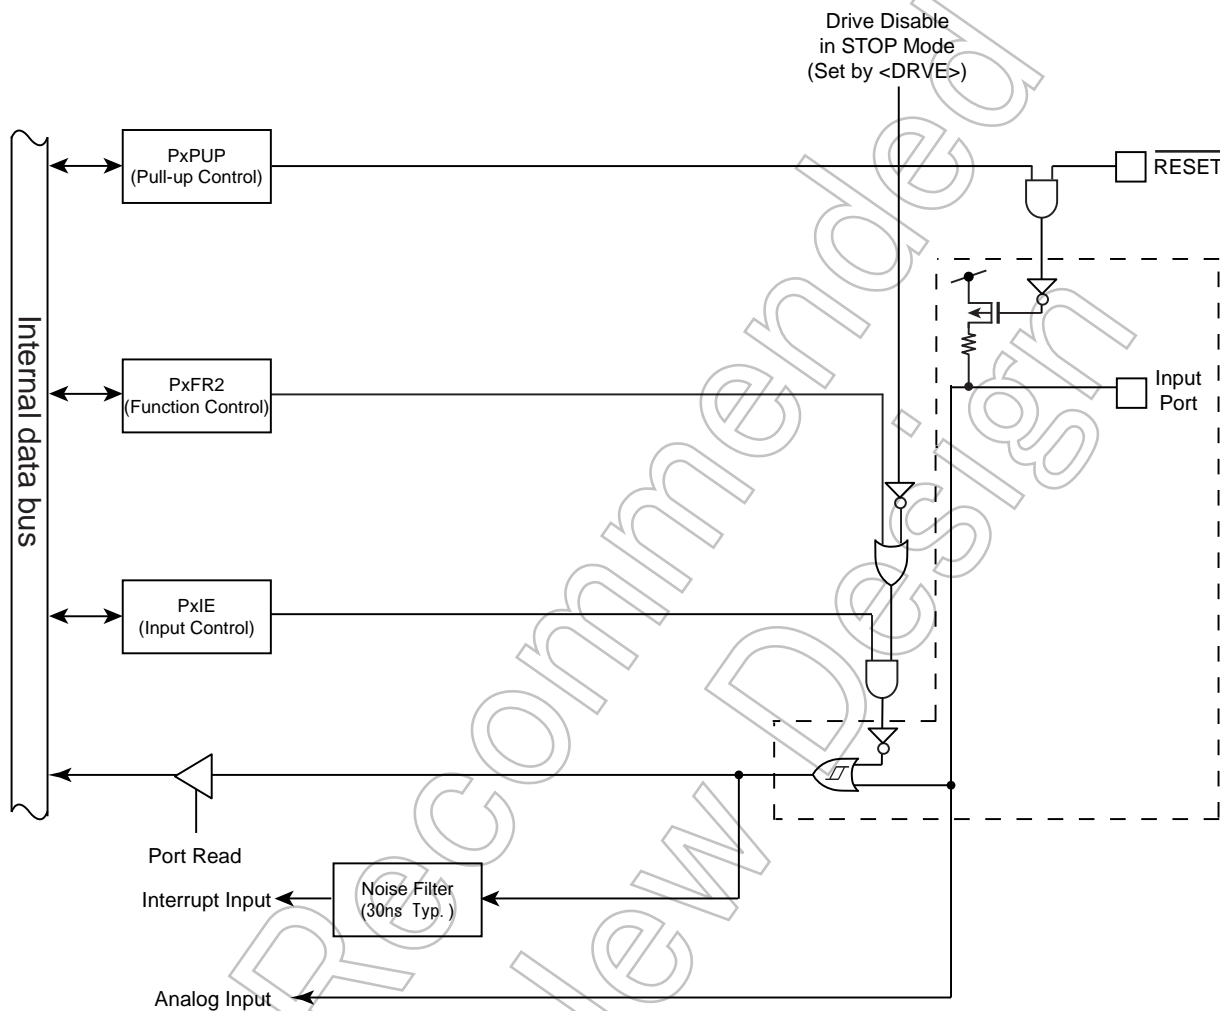 Drive Disable
in STOP Mode
(Set by <DRVE>)
PxPUP
(Pull-up Control)
RESET
Internal data bus
PxFR2
(Function Control)
Input
Port
PxIE
(Input Control)
Port Read
Noise Filter
(30ns Typ.)
Interrupt Input
Analog Input
Recommended
New Design